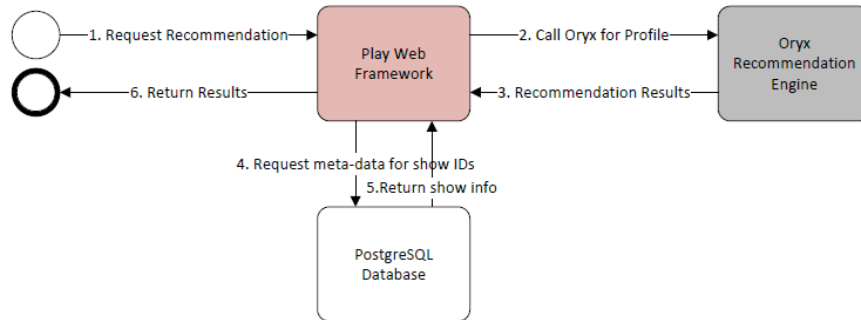 1. Request Recommendation
Play Web
Framework
2. Call Oryx for Profile
Oryx
Recommendation
Engine
6. Return Results
3. Recommendation Results
4. Request meta-data for show IDs
5.Return show info
PostgreSQL
Database